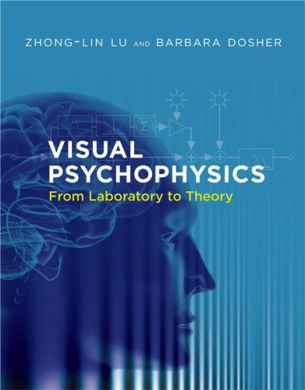 ZHONG-LIN LU AND BARBARA DOSHER
VISUAL
PSYCHOPHYSICS
From Laboratory to Theory